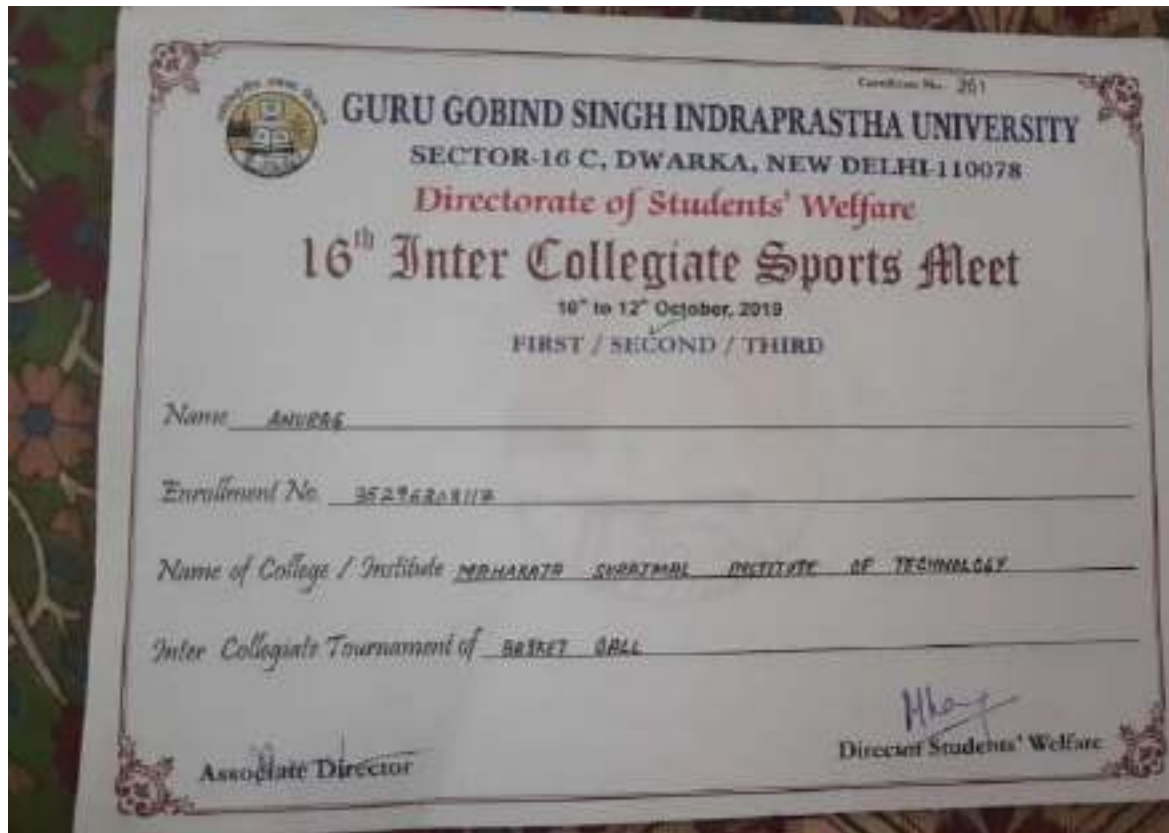 Certificate No. 261
GURU GOBIND SINGH INDRAPRASTHA UNIVERSITY
SECTOR-16 C, DWARKA, NEW DELHI-110078
Directorate of Students' Welfare
16th Inter Collegiate Sports Meet
10th to 12th October, 2019
FIRST / SECOND / THIRD
Name ANURAG
Enrollment No.
Name of College / Institute MAHARAJA SURAJMAL INSTITUTE OF TECHNOLOGY
Inter Collegiate Tournament of BASKET BALL
Associate Director
Director Students' Welfare